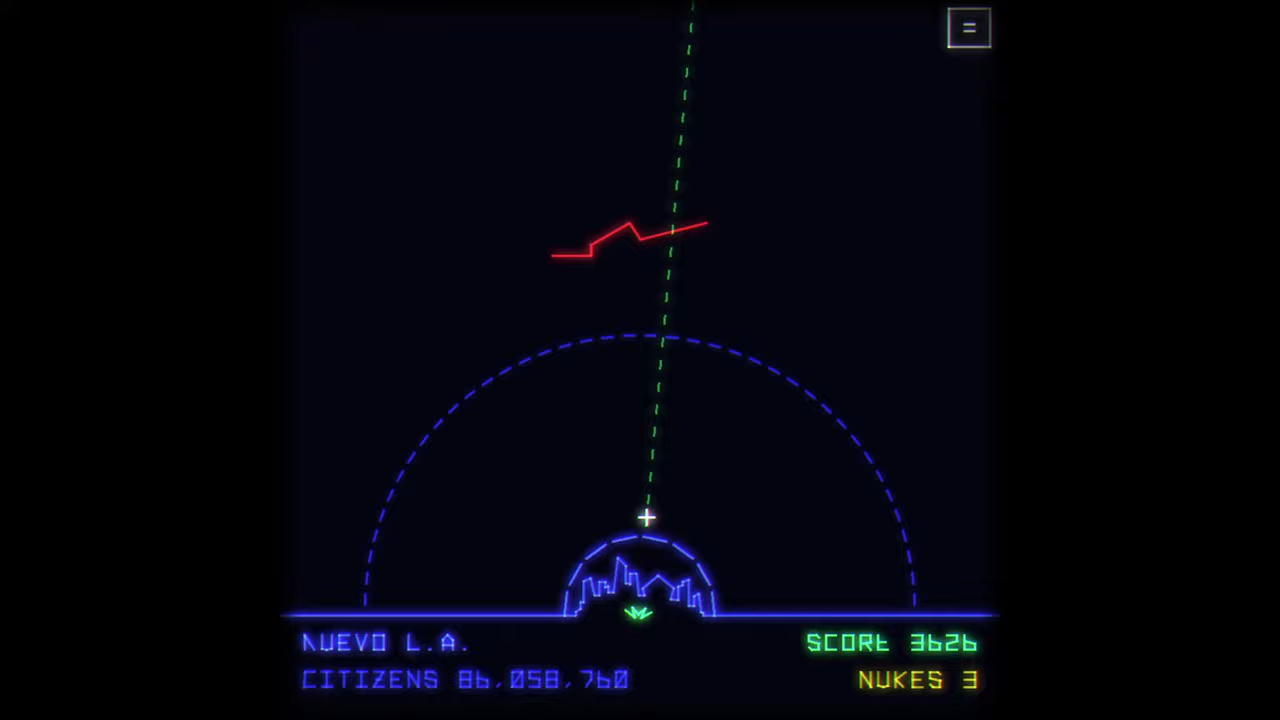 =
NUEVO L.A.
SCORE 3626
CITIZENS 86,058,760
NUKES 3